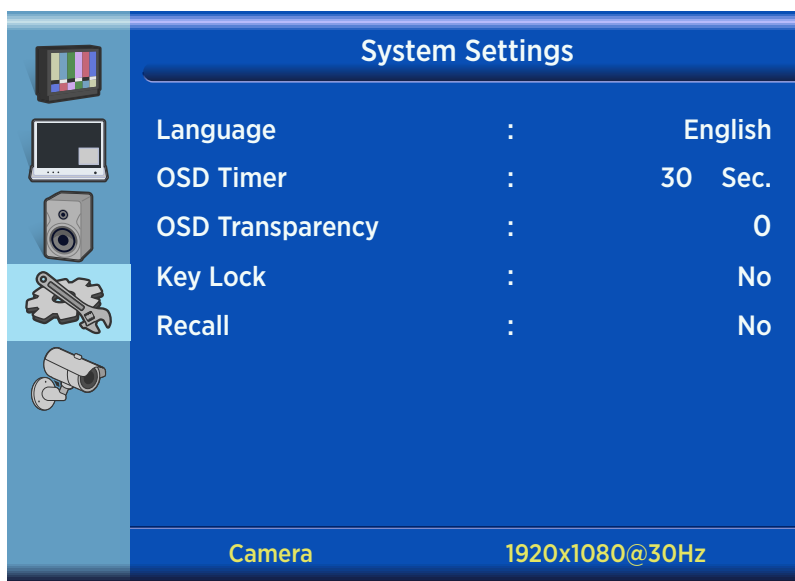 System Settings
Language : English
OSD Timer : 30 Sec.
OSD Transparency : 0
Key Lock : No
Recall : No
Camera 1920x1080@30Hz